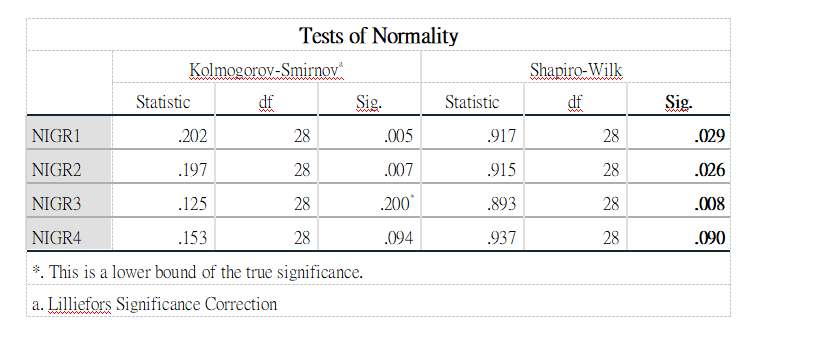 Tests of Normality
Kolmogorov-Smirnovᵃ Shapiro-Wilk
Statistic df Sig. Statistic df Sig.
NIGR1 .202 28 .005 .917 28 .029
NIGR2 .197 28 .007 .915 28 .026
NIGR3 .125 28 .200* .893 28 .008
NIGR4 .153 28 .094 .937 28 .090
*. This is a lower bound of the true significance.
a. Lilliefors Significance Correction